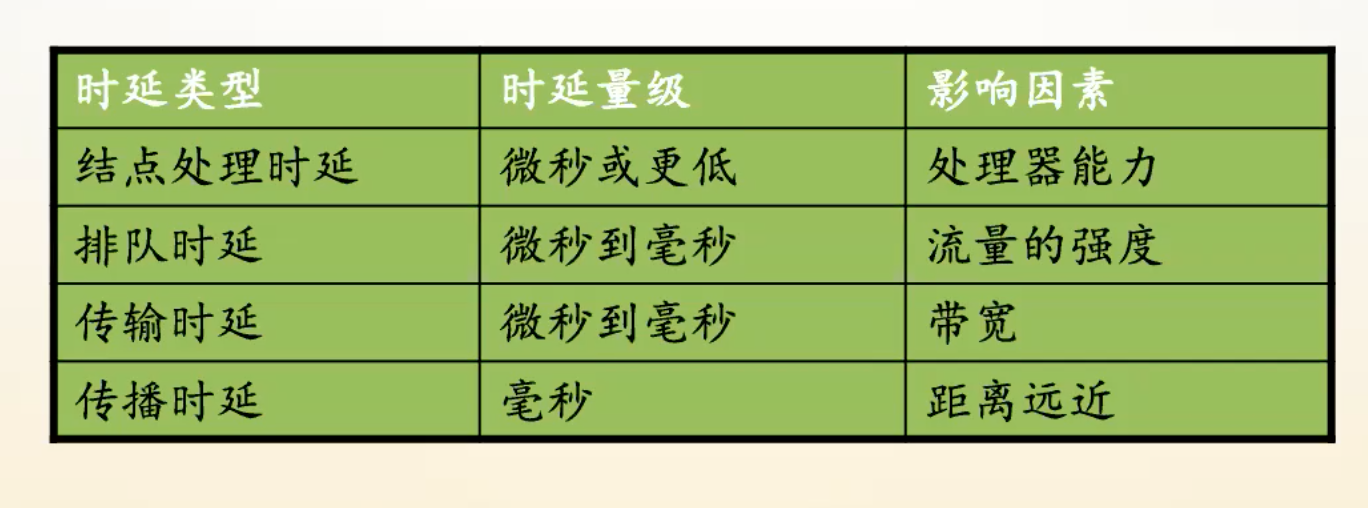 时延类型 时延量级 影响因素
结点处理时延 微秒或更低 处理器能力
排队时延 微秒到毫秒 流量的强度
传输时延 微秒到毫秒 带宽
传播时延 毫秒 距离远近